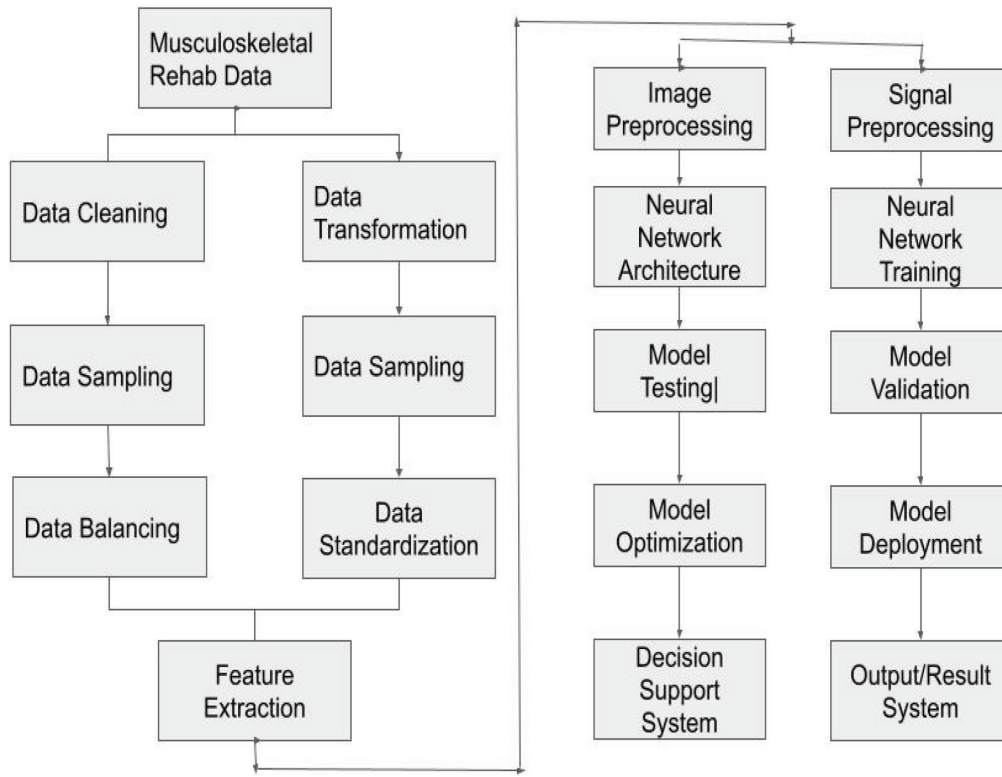 Musculoskeletal
Rehab Data
Data Cleaning
Data
Transformation
Data Sampling
Data Sampling
Data Balancing
Data
Standardization
Feature
Extraction
Image
Preprocessing
Signal
Preprocessing
Neural
Network
Architecture
Neural
Network
Training
Model
Testing|
Model
Validation
Model
Optimization
Model
Deployment
Decision
Support
System
Output/Result
System